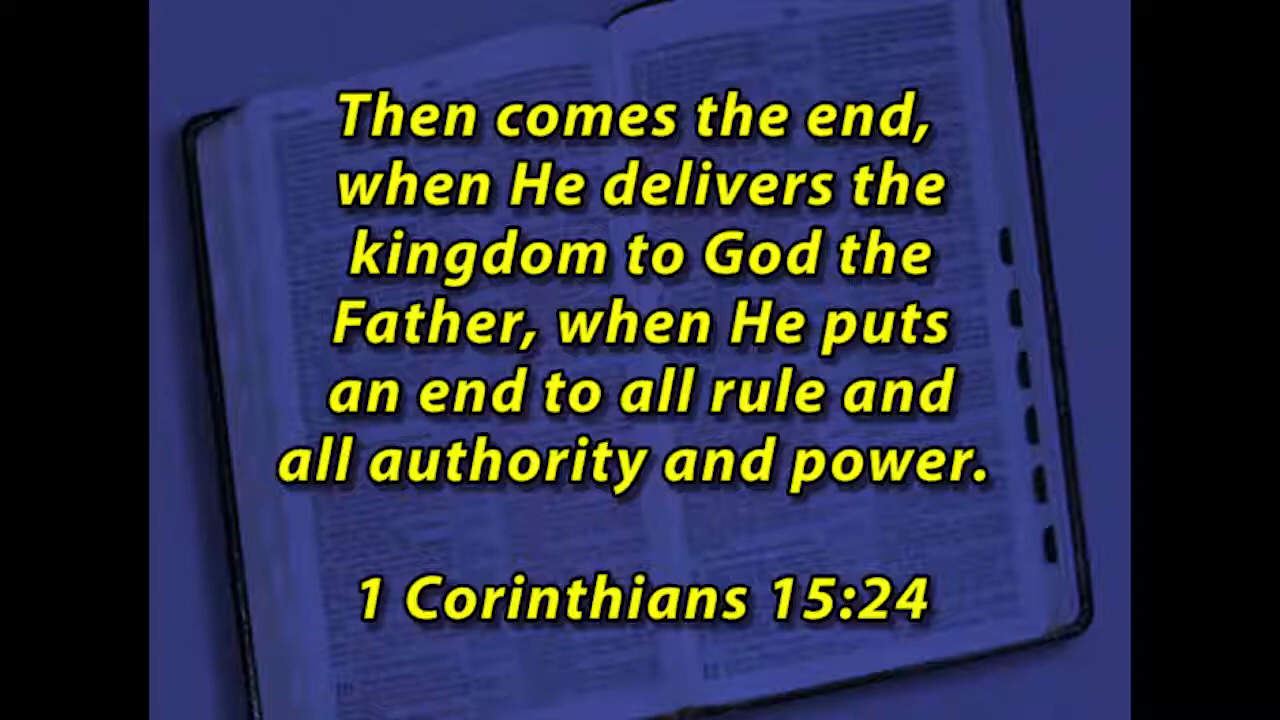 Then comes the end,
when He delivers the
kingdom to God the
Father, when He puts
an end to all rule and
all authority and power.
1 Corinthians 15:24